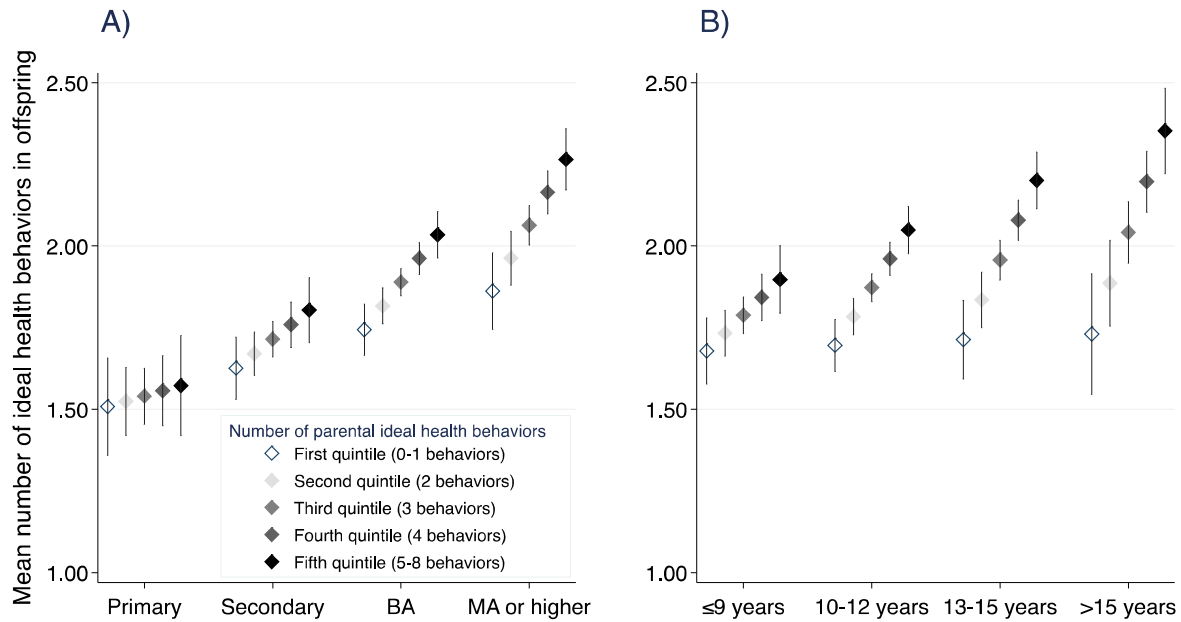 A)
B)
Mean number of ideal health behaviors in offspring
2.50
2.00
1.50
1.00
Number of parental ideal health behaviors
First quintile (0-1 behaviors)
Second quintile (2 behaviors)
Third quintile (3 behaviors)
Fourth quintile (4 behaviors)
Fifth quintile (5-8 behaviors)
Primary
Secondary
BA
MA or higher
2.50
2.00
1.50
1.00
≤9 years
10-12 years
13-15 years
>15 years